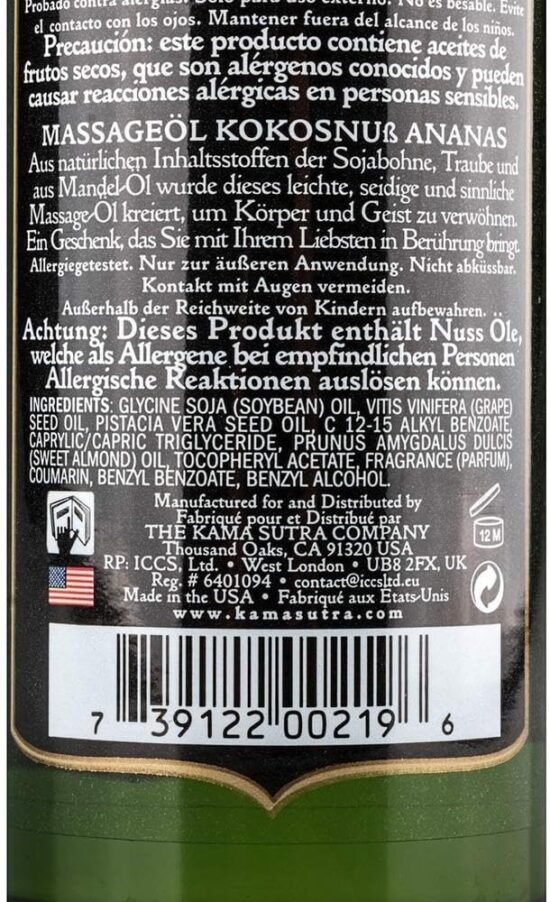 Probado contra alergias. Solo para uso externo. No es besable. Evite
el contacto con los ojos. Mantener fuera del alcance de los niños.
Precaución: este producto contiene aceites de
frutos secos, que son alérgenos conocidos y pueden
causar reacciones alérgicas en personas sensibles.
MASSAGEÖL KOKOSNUß ANANAS
Aus natürlichen Inhaltsstoffen der Sojabohne, Traube und
aus Mandel-Öl wurde dieses leichte, seidige und sinnliche
Massage-Öl kreiert, um Körper und Geist zu verwöhnen.
Ein Geschenk, das Sie mit Ihrem Liebsten in Berührung bringt.
Allergiegetestet. Nur zur äußeren Anwendung. Nicht abküssbar.
Kontakt mit Augen vermeiden.
Außerhalb der Reichweite von Kindern aufbewahren.
Achtung: Dieses Produkt enthält Nuss Öle,
welche als Allergene bei empfindlichen Personen
Allergische Reaktionen auslösen können.
INGREDIENTS: GLYCINE SOJA (SOYBEAN) OIL, VITIS VINIFERA (GRAPE)
SEED OIL, PISTACIA VERA SEED OIL, C 12-15 ALKYL BENZOATE,
CAPRYLIC/CAPRIC TRIGLYCERIDE, PRUNUS AMYGDALUS DULCIS
(SWEET ALMOND) OIL, TOCOPHERYL ACETATE, FRAGRANCE (PARFUM),
COUMARIN, BENZYL BENZOATE, BENZYL ALCOHOL.
Manufactured for and Distributed by
Fabriqué pour et Distribué par
THE KAMA SUTRA COMPANY
Thousand Oaks, CA 91320 USA
RP: ICCS, Ltd. • West London • UB8 2FX, UK
Reg. # 6401094 • contact@iccsltd.eu
Made in the USA • Fabriqué aux États-Unis
www.kamasutra.com
12 M
7 39122 00219 6